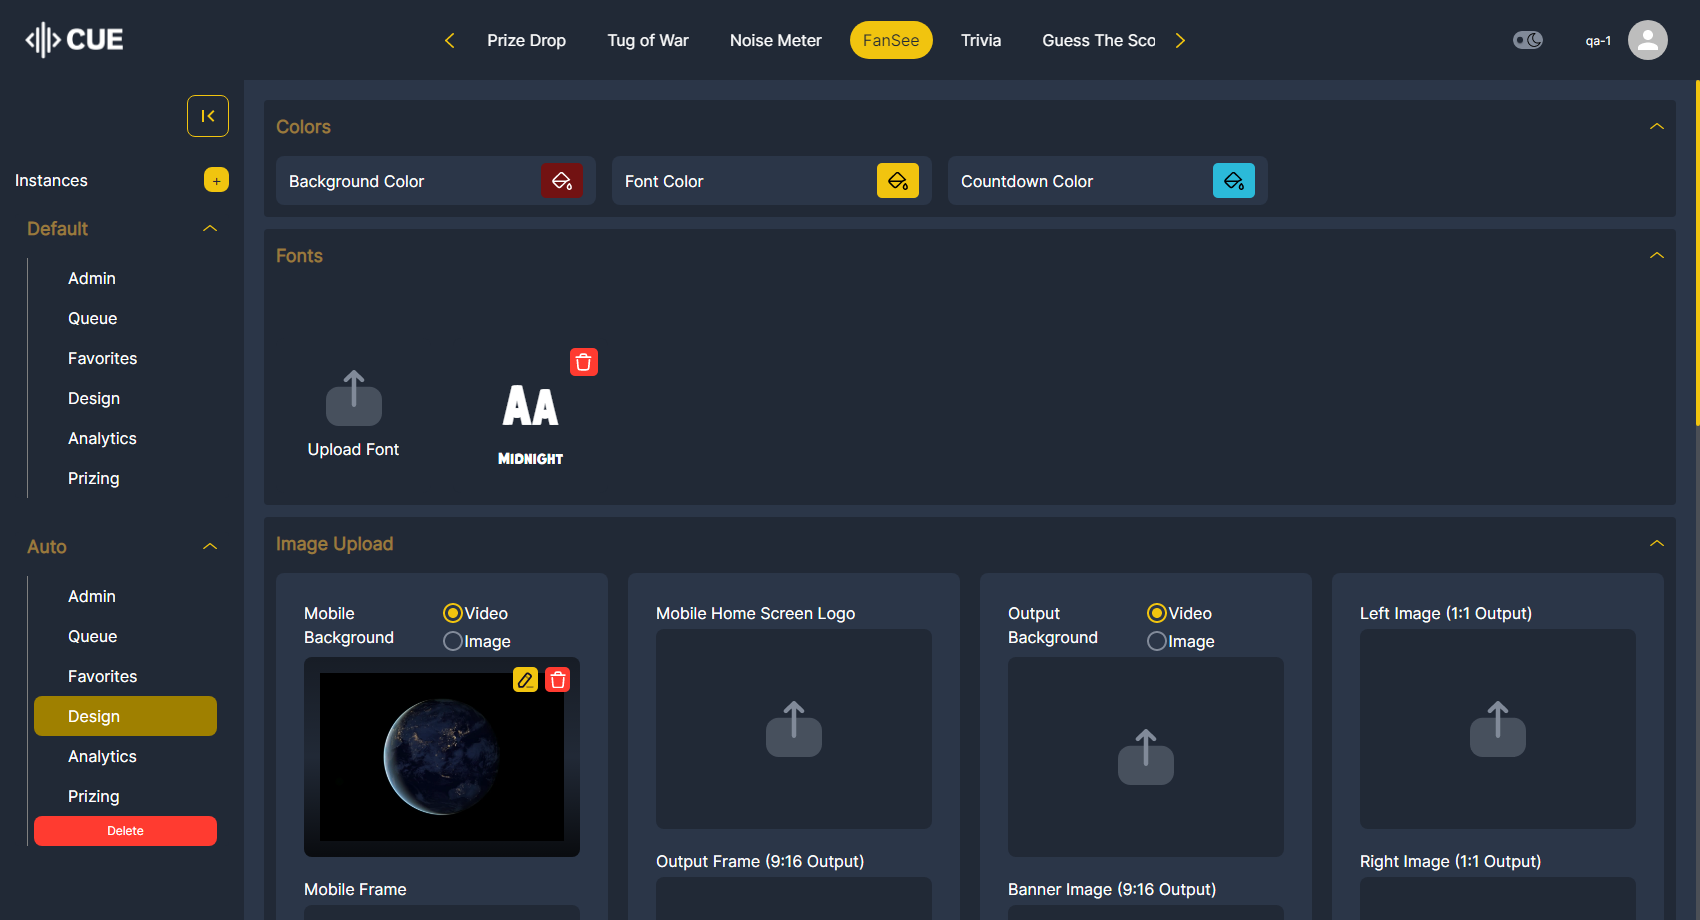 CUE
Prize Drop
Tug of War
Noise Meter
FanSee
Trivia
Guess The Sco
qa-1
Instances
+
Default
Admin
Queue
Favorites
Design
Analytics
Prizing
Auto
Admin
Queue
Favorites
Design
Analytics
Prizing
Delete
Colors
Background Color
Font Color
Countdown Color
Fonts
Upload Font
AA
MIDNIGHT
Image Upload
Mobile
Background
Video
Image
Mobile Frame
Mobile Home Screen Logo
Output Frame (9:16 Output)
Output
Background
Video
Image
Banner Image (9:16 Output)
Left Image (1:1 Output)
Right Image (1:1 Output)